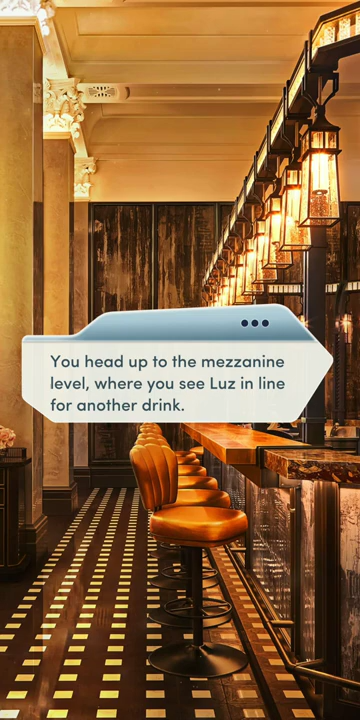 You head up to the mezzanine
level, where you see Luz in line
for another drink.